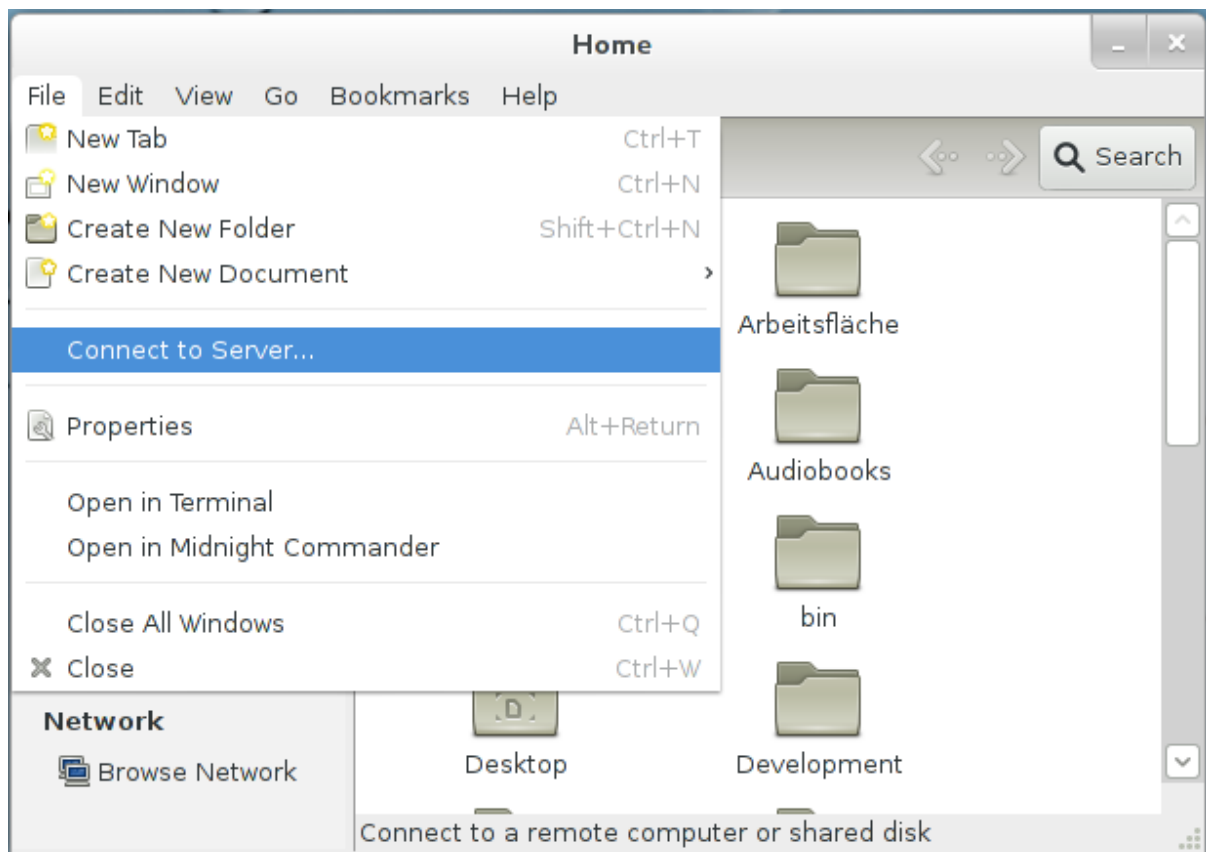 Home
File Edit View Go Bookmarks Help
New Tab Ctrl+T
Search
New Window Ctrl+N
Create New Folder Shift+Ctrl+N
Create New Document
Arbeitsfläche
Connect to Server...
Properties Alt+Return
Audiobooks
Open in Terminal
Open in Midnight Commander
bin
Close All Windows Ctrl+Q
Close Ctrl+W
Network
Desktop Development
Browse Network
Connect to a remote computer or shared disk